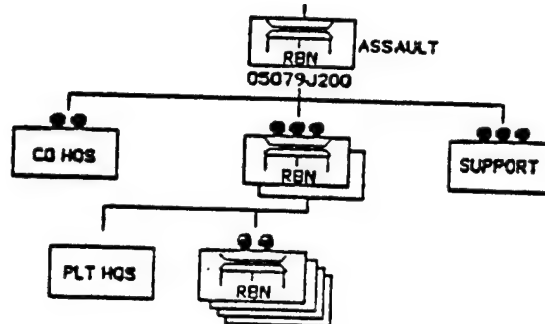 RBN
ASSAULT
05079J200
CO HQS
RBN
SUPPORT
PLT HQS
RBN